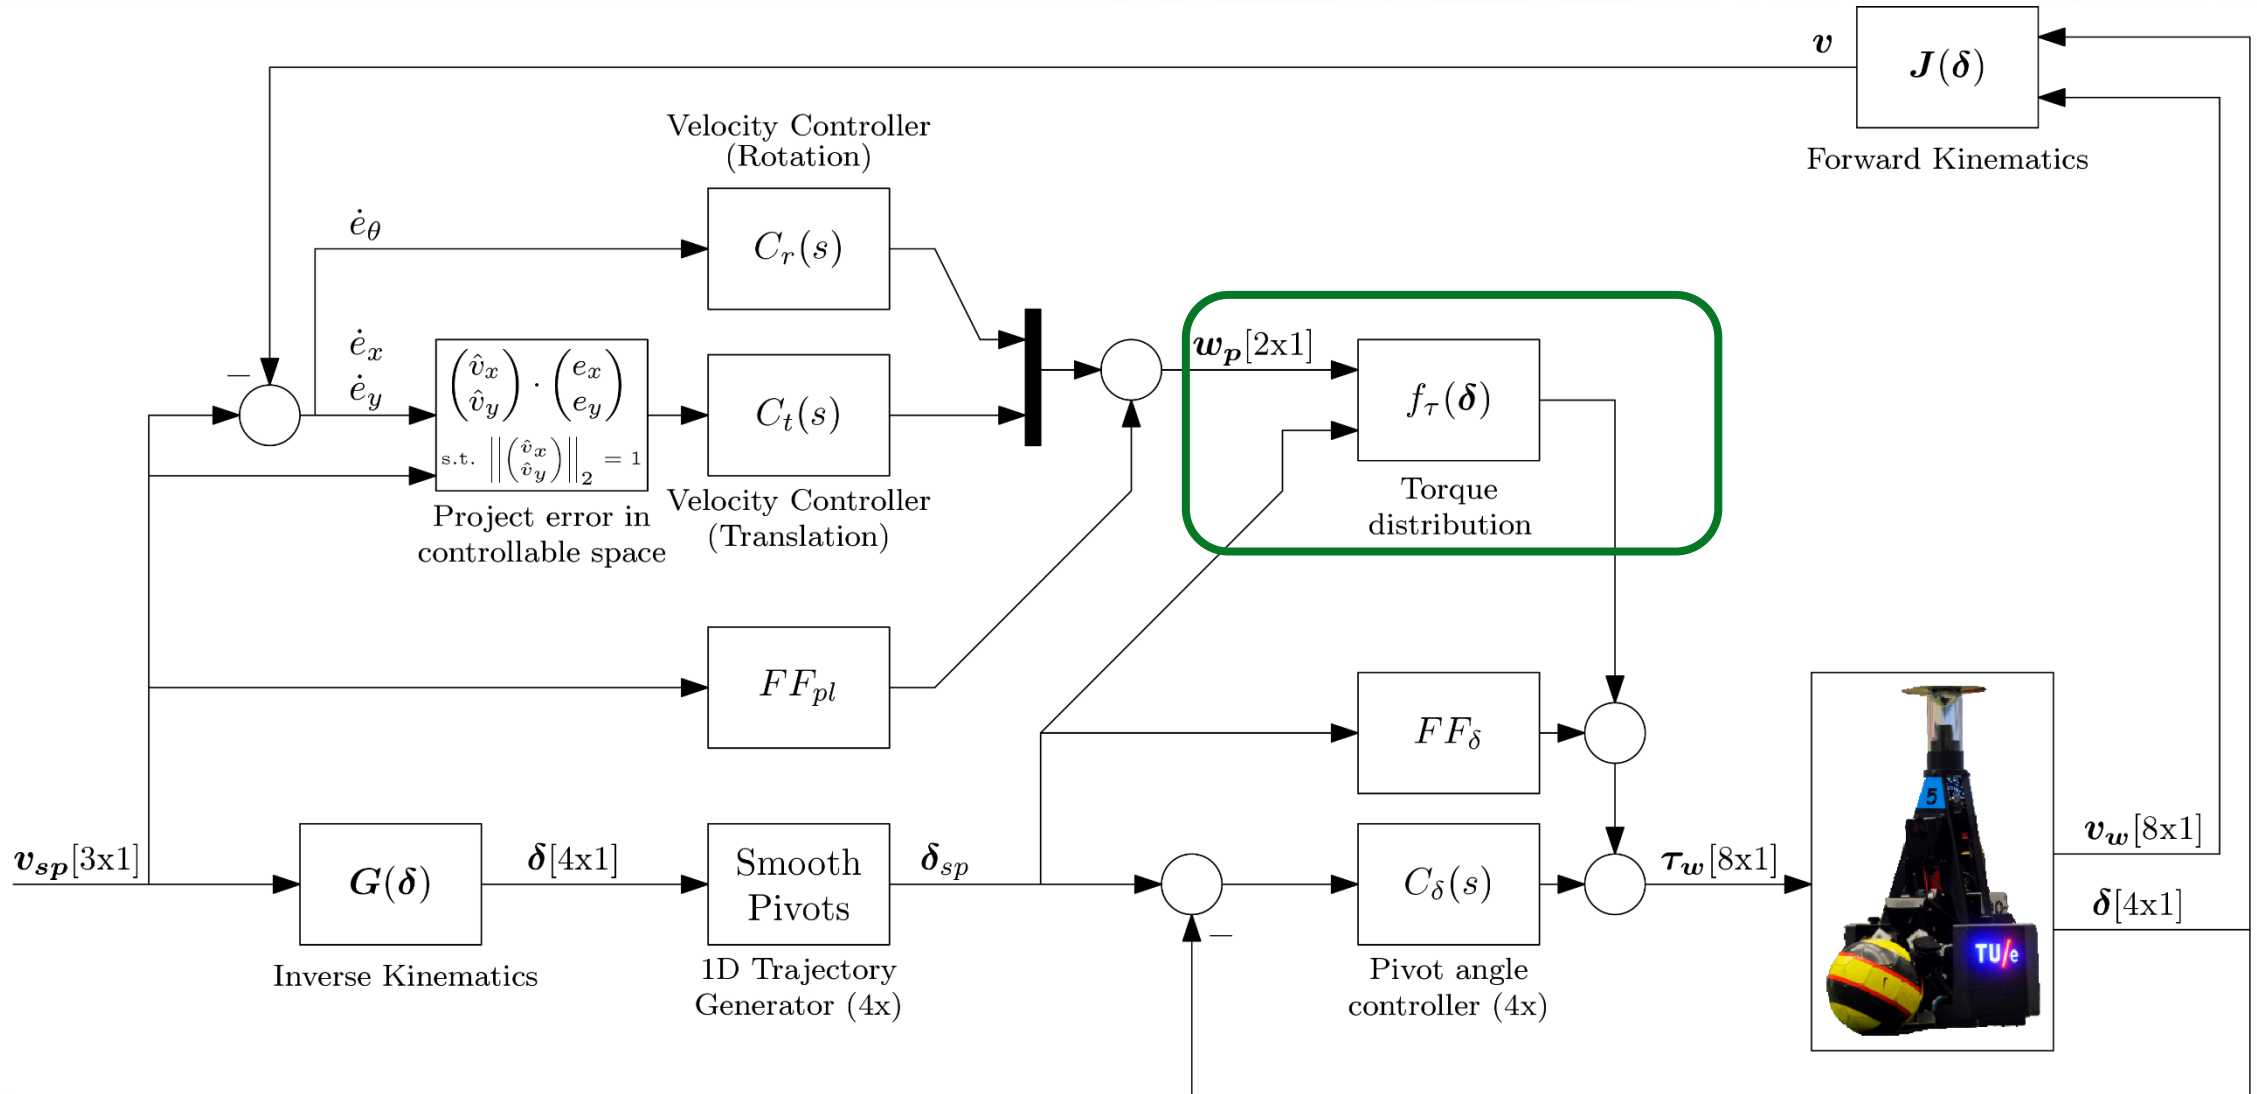 v
J(δ)
Forward Kinematics
Velocity Controller
(Rotation)
ė_θ
C_r(s)
ė_x
ė_y
−
(v̂_x v̂_y) · (e_x e_y)
s.t. ||(v̂_x v̂_y)||_2 = 1
Project error in
controllable space
C_t(s)
Velocity Controller
(Translation)
w_p[2x1]
f_τ(δ)
Torque
distribution
FF_pl
FF_δ
v_sp[3x1]
G(δ)
Inverse Kinematics
δ[4x1]
Smooth
Pivots
1D Trajectory
Generator (4x)
δ_sp
−
C_δ(s)
Pivot angle
controller (4x)
τ_w[8x1]
5
TU/e
v_w[8x1]
δ[4x1]